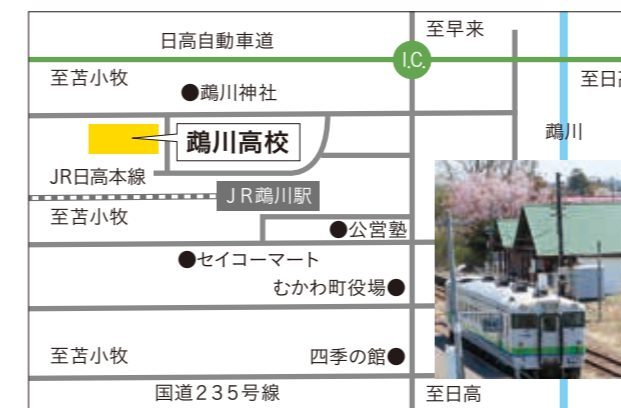 至早来
日高自動車道
I.C.
至苫小牧
至日高
●鵡川神社
鵡川
鵡川高校
JR日高本線
JR鵡川駅
至苫小牧
●公営塾
●セイコーマート
むかわ町役場●
至苫小牧
四季の館●
国道235号線
至日高